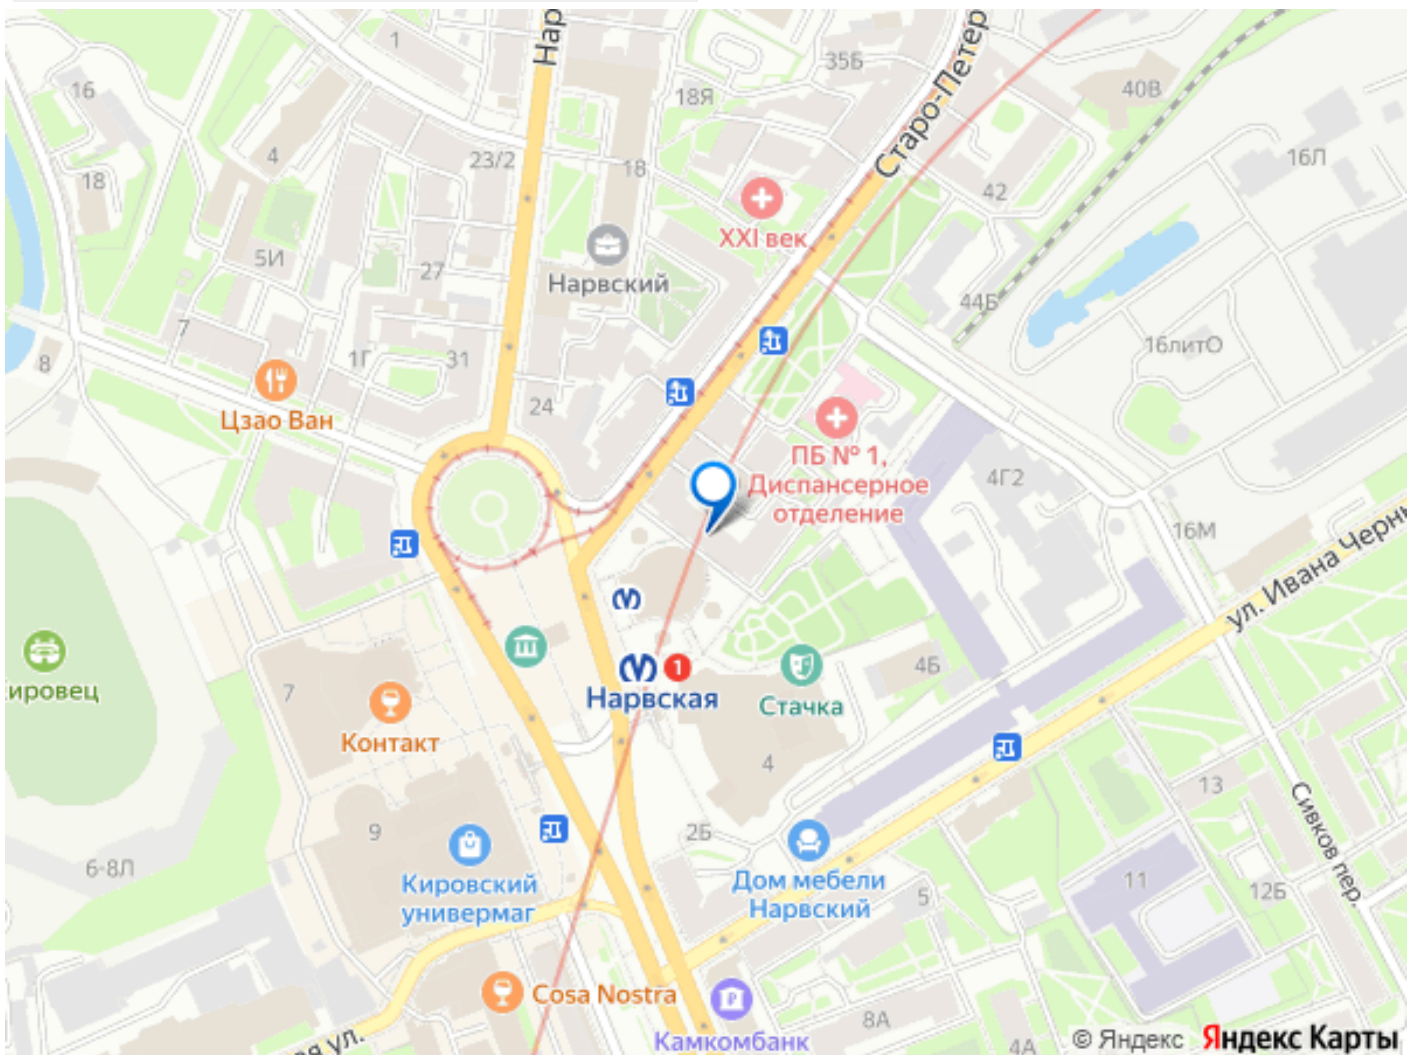 1
Нар
Старо-Петер
35Б
40В
16
18Я
4
23/2
18
16Л
18
42
XXI век
5И
27
Нарвский
44Б
7
16литО
8
1Г
31
Цзао Ван
24
ПБ № 1,
Диспансерное
отделение
4Г2
16М
ул. Ивана Черны
7
ировец
Контакт
1
Нарвская
Стачка
4Б
4
13
Сивков пер.
9
2Б
6-8Л
Кировский
универмаг
Дом мебели
Нарвский
5
11
12Б
Cosa Nostra
Камкомбанк
8А
4А
ая ул.
© Яндекс Яндекс Карты